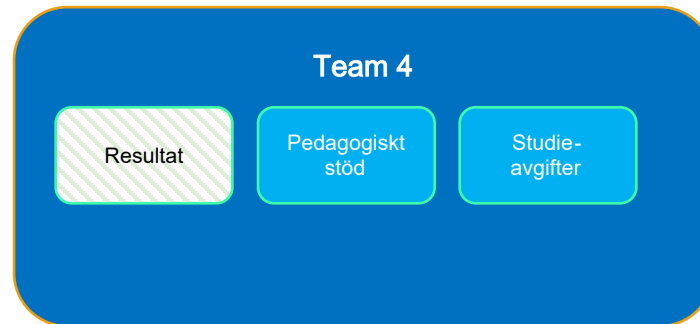 Team 4
Resultat
Pedagogiskt
stöd
Studie-
avgifter